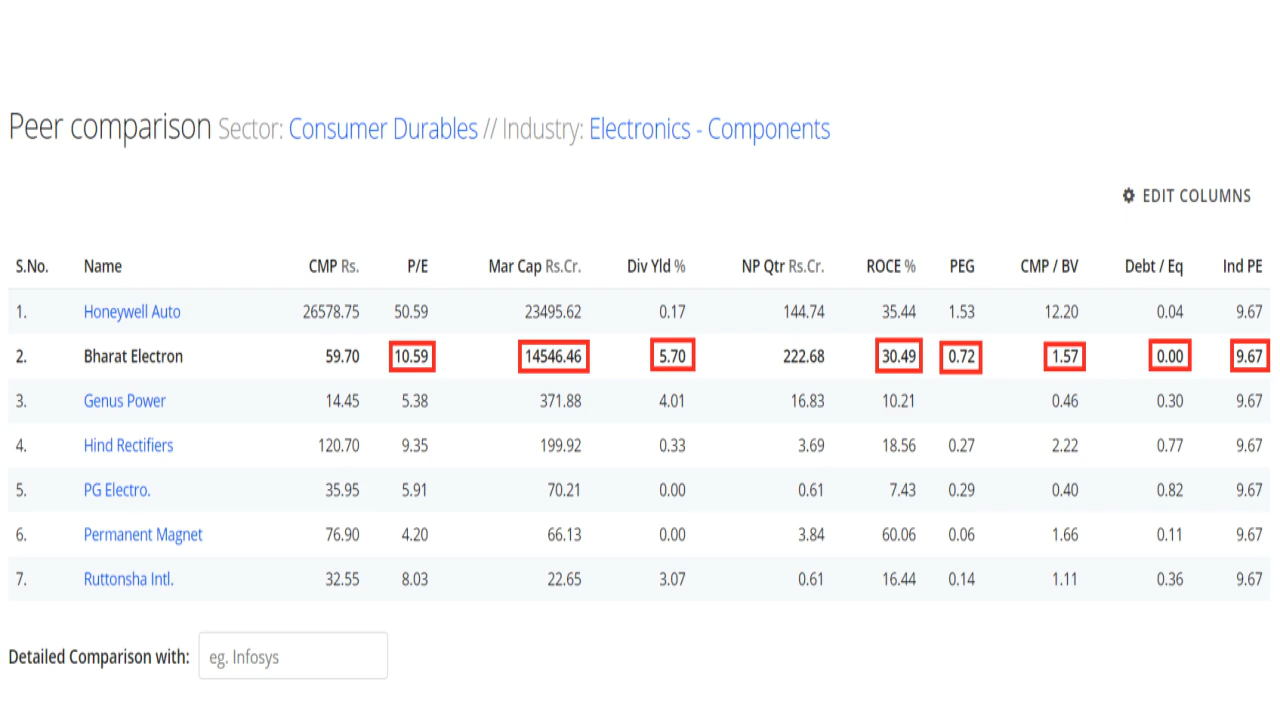 Peer comparison Sector: Consumer Durables // Industry: Electronics - Components
EDIT COLUMNS
S.No. Name CMP Rs. P/E Mar Cap Rs.Cr. Div Yld % NP Qtr Rs.Cr. ROCE % PEG CMP / BV Debt / Eq Ind PE
1. Honeywell Auto 26578.75 50.59 23495.62 0.17 144.74 35.44 1.53 12.20 0.04 9.67
2. Bharat Electron 59.70 10.59 14546.46 5.70 222.68 30.49 0.72 1.57 0.00 9.67
3. Genus Power 14.45 5.38 371.88 4.01 16.83 10.21 0.46 0.30 9.67
4. Hind Rectifiers 120.70 9.35 199.92 0.33 3.69 18.56 0.27 2.22 0.77 9.67
5. PG Electro. 35.95 5.91 70.21 0.00 0.61 7.43 0.29 0.40 0.82 9.67
6. Permanent Magnet 76.90 4.20 66.13 0.00 3.84 60.06 0.06 1.66 0.11 9.67
7. Ruttonsha Intl. 32.55 8.03 22.65 3.07 0.61 16.44 0.14 1.11 0.36 9.67
Detailed Comparison with: eg. Infosys